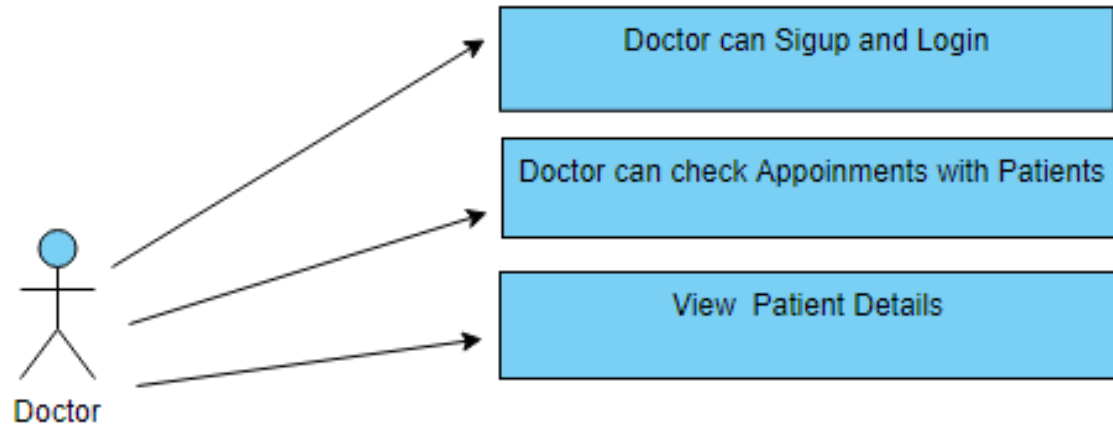 Doctor can Sigup and Login
Doctor can check Appoinments with Patients
View Patient Details
Doctor